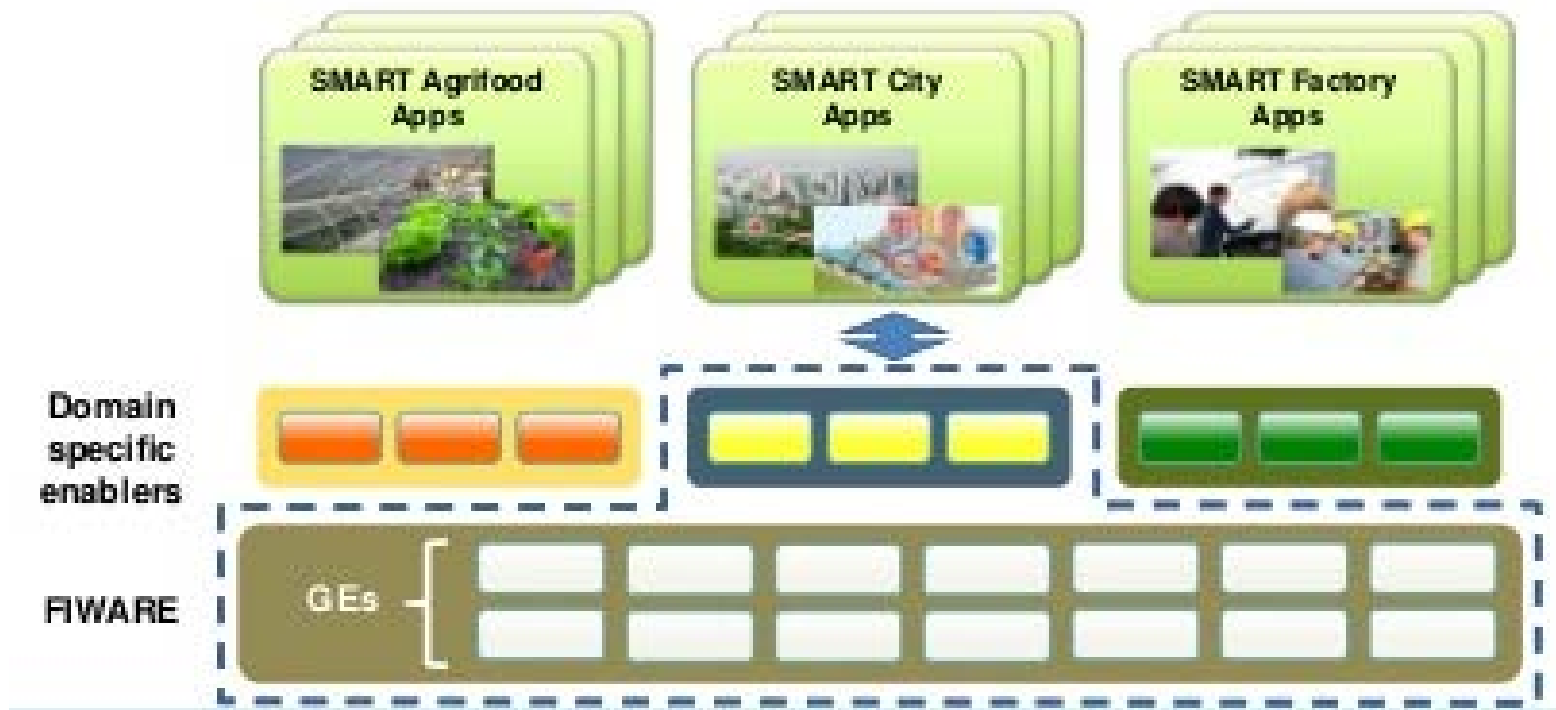 SMART Agrifood
Apps
SMART City
Apps
SMART Factory
Apps
Domain
specific
enablers
FIWARE
GEs